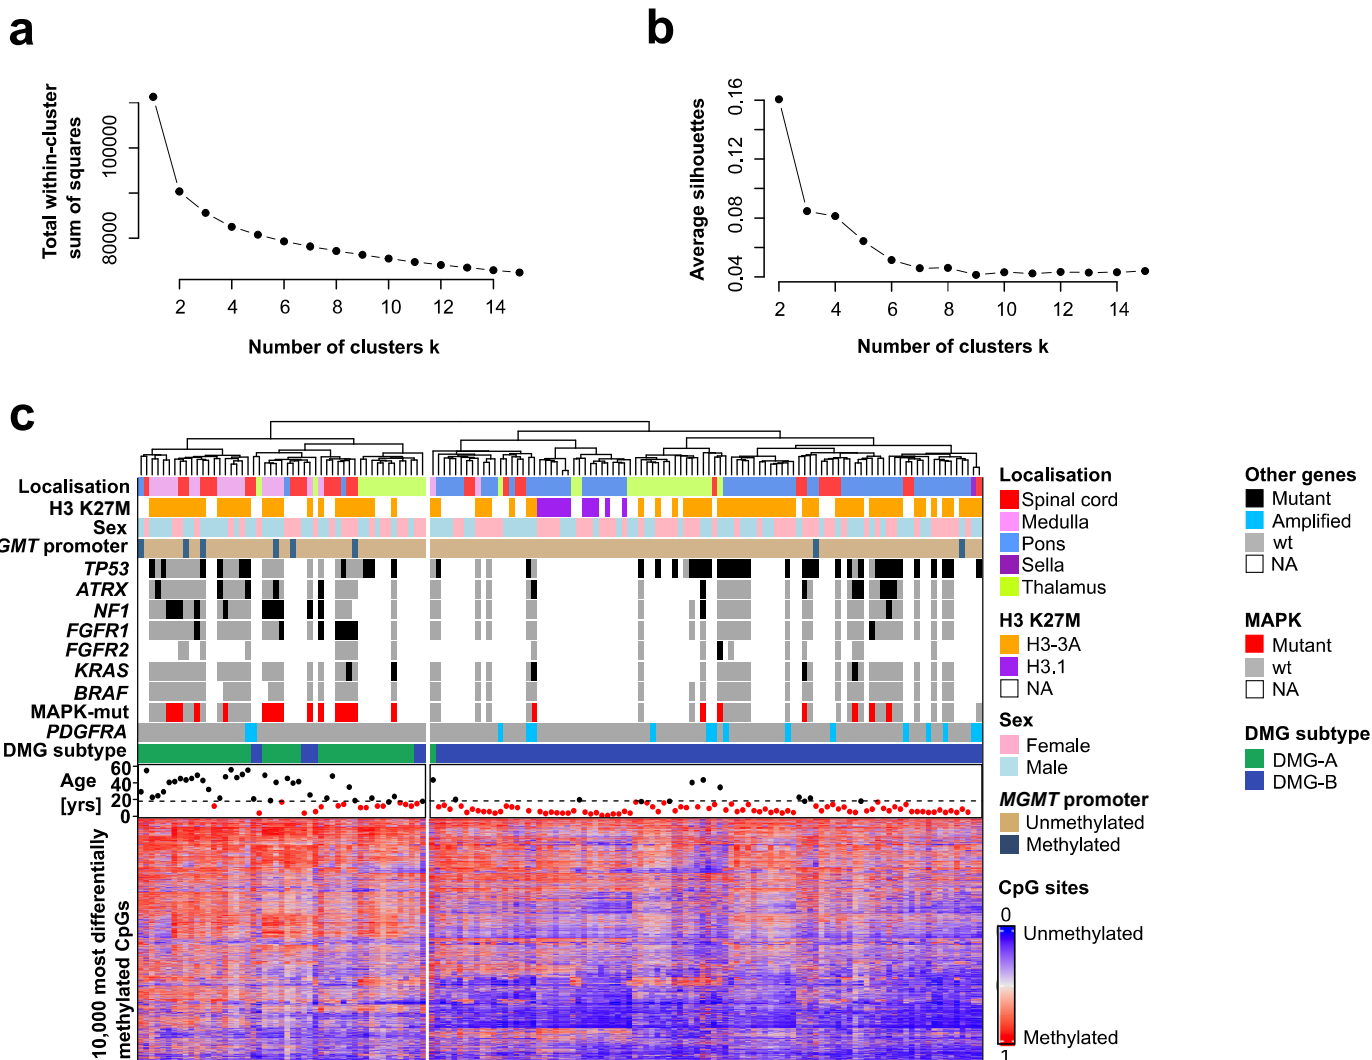 a
b
Total within-cluster
sum of squares
100000
80000
2 4 6 8 10 12 14
Number of clusters k
Average silhouettes
0.16
0.12
0.08
0.04
2 4 6 8 10 12 14
Number of clusters k
c
Localisation
H3 K27M
Sex
GMT promoter
TP53
ATRX
NF1
FGFR1
FGFR2
KRAS
BRAF
MAPK-mut
PDGFRA
DMG subtype
Age
[yrs]
60
40
20
0
10,000 most differentially
methylated CpGs
Localisation
Spinal cord
Medulla
Pons
Sella
Thalamus
H3 K27M
H3-3A
H3.1
NA
Sex
Female
Male
MGMT promoter
Unmethylated
Methylated
CpG sites
0
Unmethylated
Methylated
1
Other genes
Mutant
Amplified
wt
NA
MAPK
Mutant
wt
NA
DMG subtype
DMG-A
DMG-B